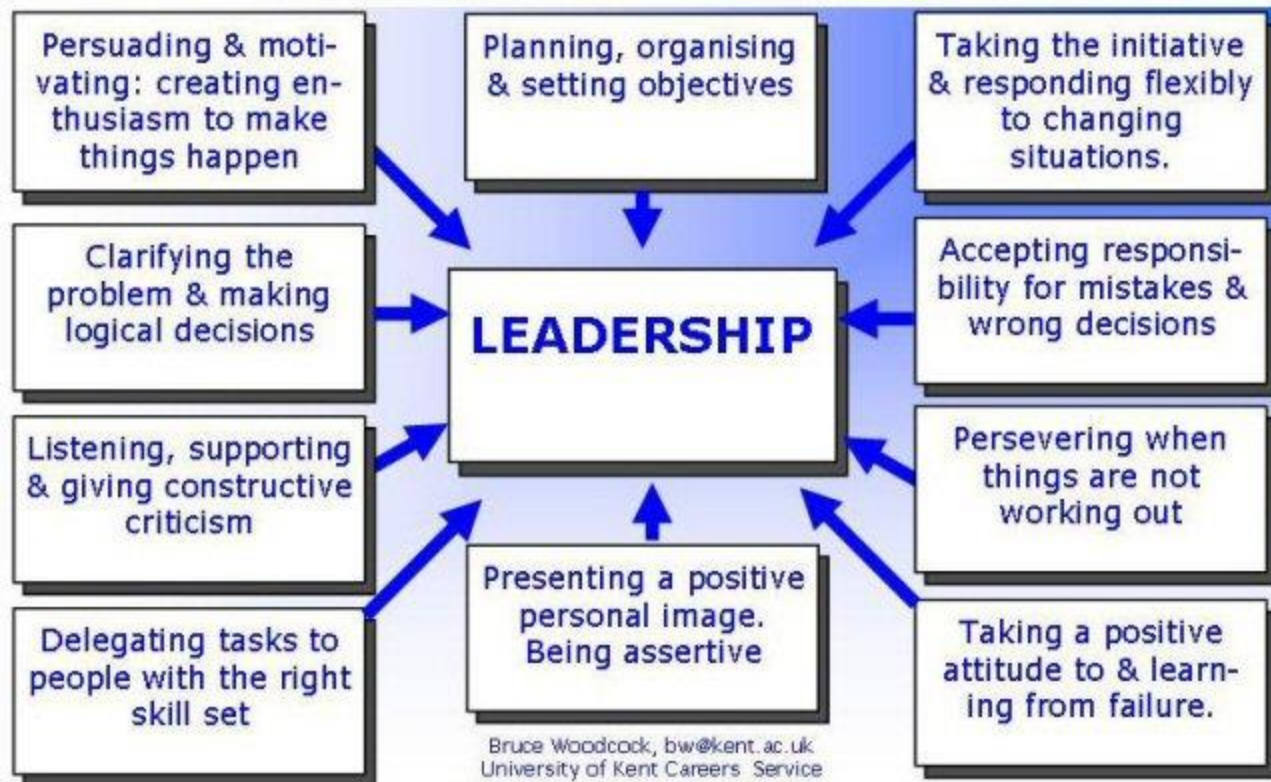 Persuading & moti-
vating: creating en-
thusiasm to make
things happen
Planning, organising
& setting objectives
Taking the initiative
& responding flexibly
to changing
situations.
Clarifying the
problem & making
logical decisions
LEADERSHIP
Accepting responsi-
bility for mistakes &
wrong decisions
Listening, supporting
& giving constructive
criticism
Persevering when
things are not
working out
Delegating tasks to
people with the right
skill set
Presenting a positive
personal image.
Being assertive
Taking a positive
attitude to & learn-
ing from failure.
Bruce Woodcock, bw@kent.ac.uk
University of Kent Careers Service